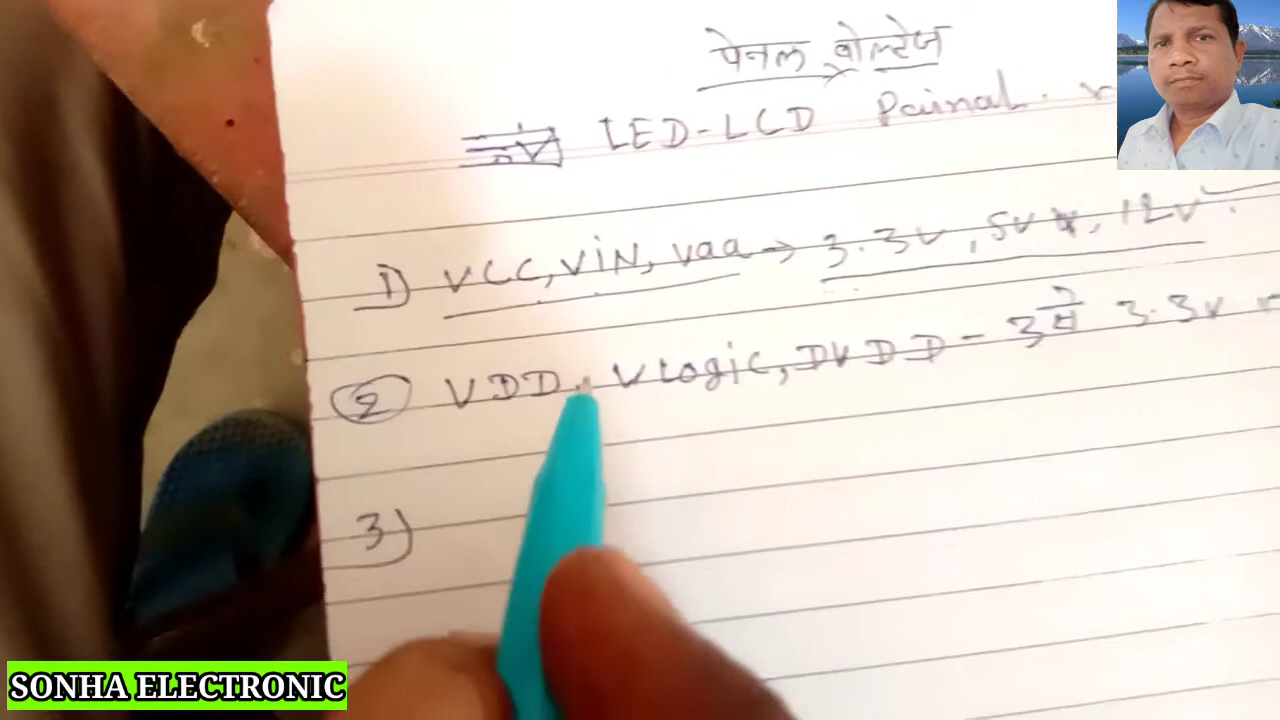 पेनल वोल्टेज
LED-LCD Painal.
1) VCC, ViN, Vaa → 3.3V, 5V, 12V.
2 VDD, VLogic, DVDD - 3 से 3.3V
3)
SONHA ELECTRONIC